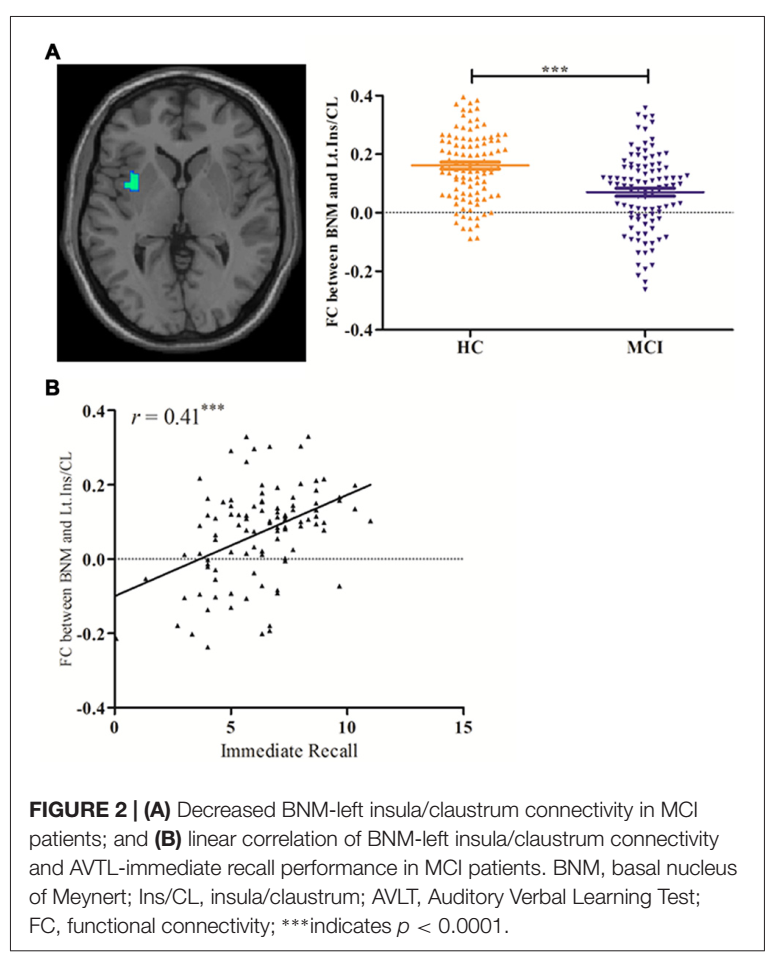 A
***
FC between BNM and Lt.Ins/CL
0.4
0.2
0.0
-0.2
-0.4
HC
MCI
B
r = 0.41***
FC between BNM and Lt.Ins/CL
0.4
0.2
0.0
-0.2
-0.4
0
5
10
15
Immediate Recall
FIGURE 2 | (A) Decreased BNM-left insula/claustrum connectivity in MCI
patients; and (B) linear correlation of BNM-left insula/claustrum connectivity
and AVTL-immediate recall performance in MCI patients. BNM, basal nucleus
of Meynert; Ins/CL, insula/claustrum; AVLT, Auditory Verbal Learning Test;
FC, functional connectivity; ***indicates p < 0.0001.